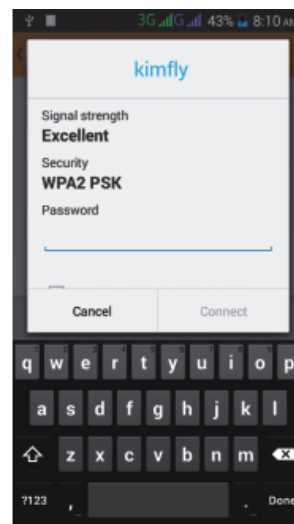 3G G 43% 8:10 AM
kimfly
Signal strength
Excellent
Security
WPA2 PSK
Password
Cancel Connect
q w e r t y u i o p
a s d f g h j k l
z x c v b n m
?123 , . Done